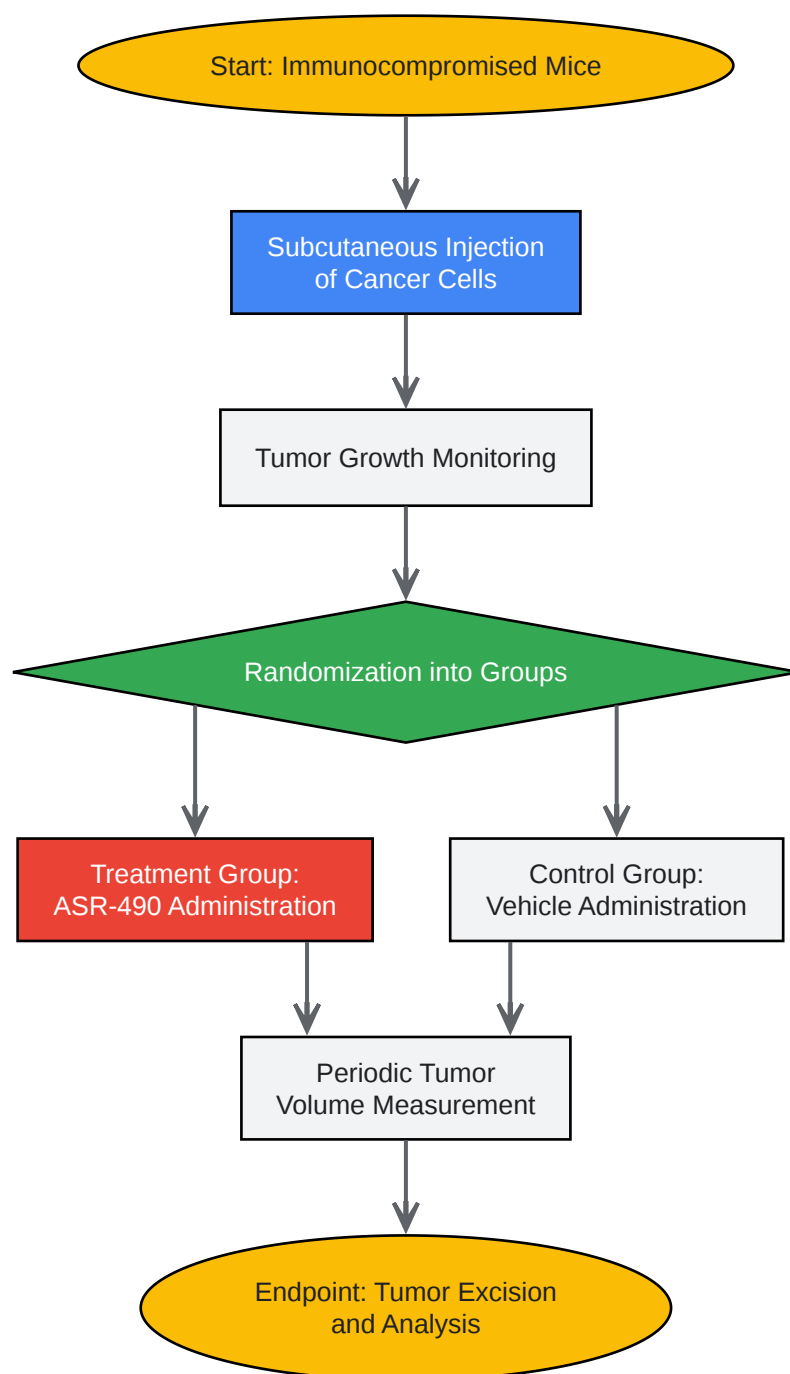 Start: Immunocompromised Mice
Subcutaneous Injection
of Cancer Cells
Tumor Growth Monitoring
Randomization into Groups
Treatment Group:
ASR-490 Administration
Control Group:
Vehicle Administration
Periodic Tumor
Volume Measurement
Endpoint: Tumor Excision
and Analysis